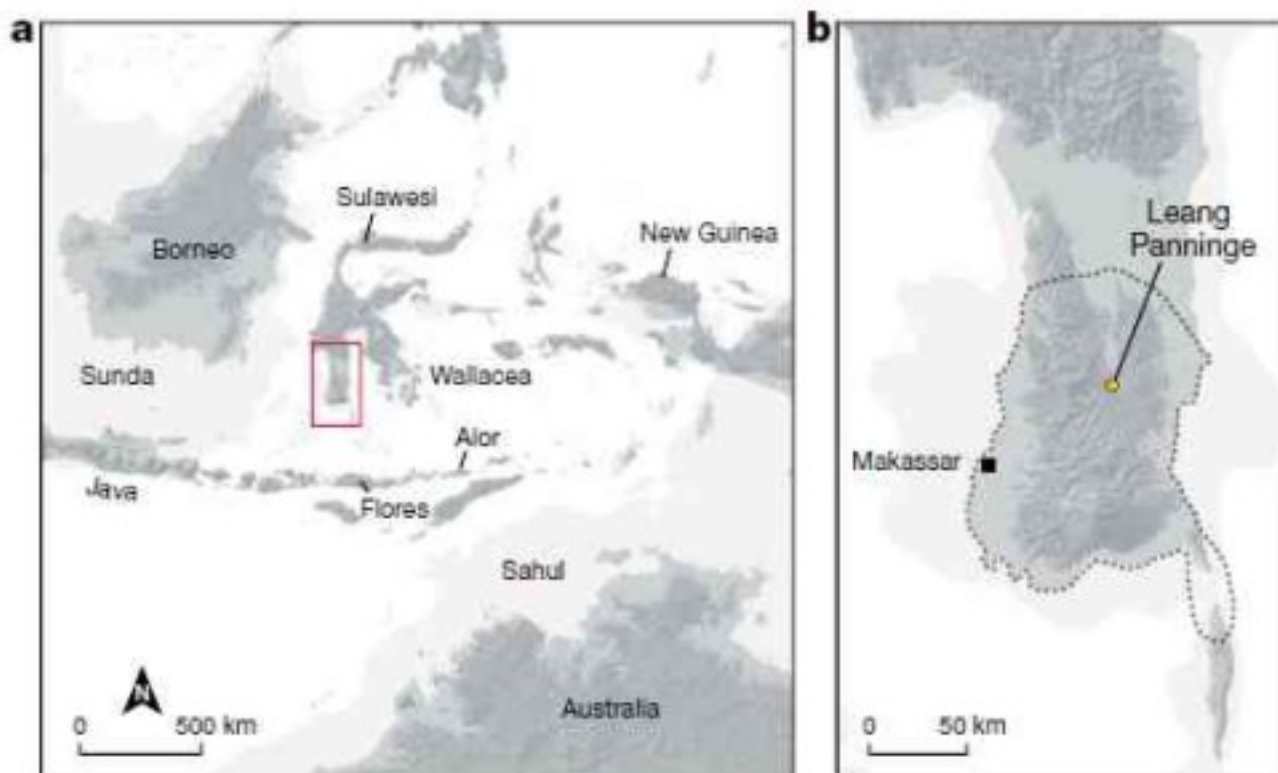 a
b
Sulawesi
New Guinea
Borneo
Leang
Panninge
Sunda
Wallacea
Alor
Makassar
Java
Flores
Sahul
N
Australia
0 500 km
0 50 km